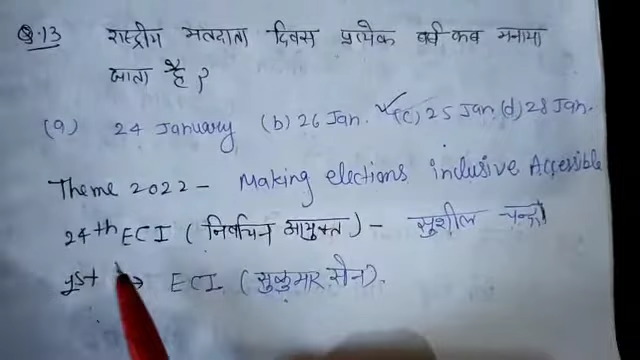 Q.13 राष्ट्रीय मतदाता दिवस प्रत्येक वर्ष कब मनाया
जाता है?
(a) 24 January (b) 26 Jan. (c) 25 Jan (d) 28 Jan.
Theme 2022 - Making elections inclusive Accessible
24th ECI (निर्वाचन आयुक्त) - सुशील चन्द्रा
→ ECI (सुकुमार सेन).